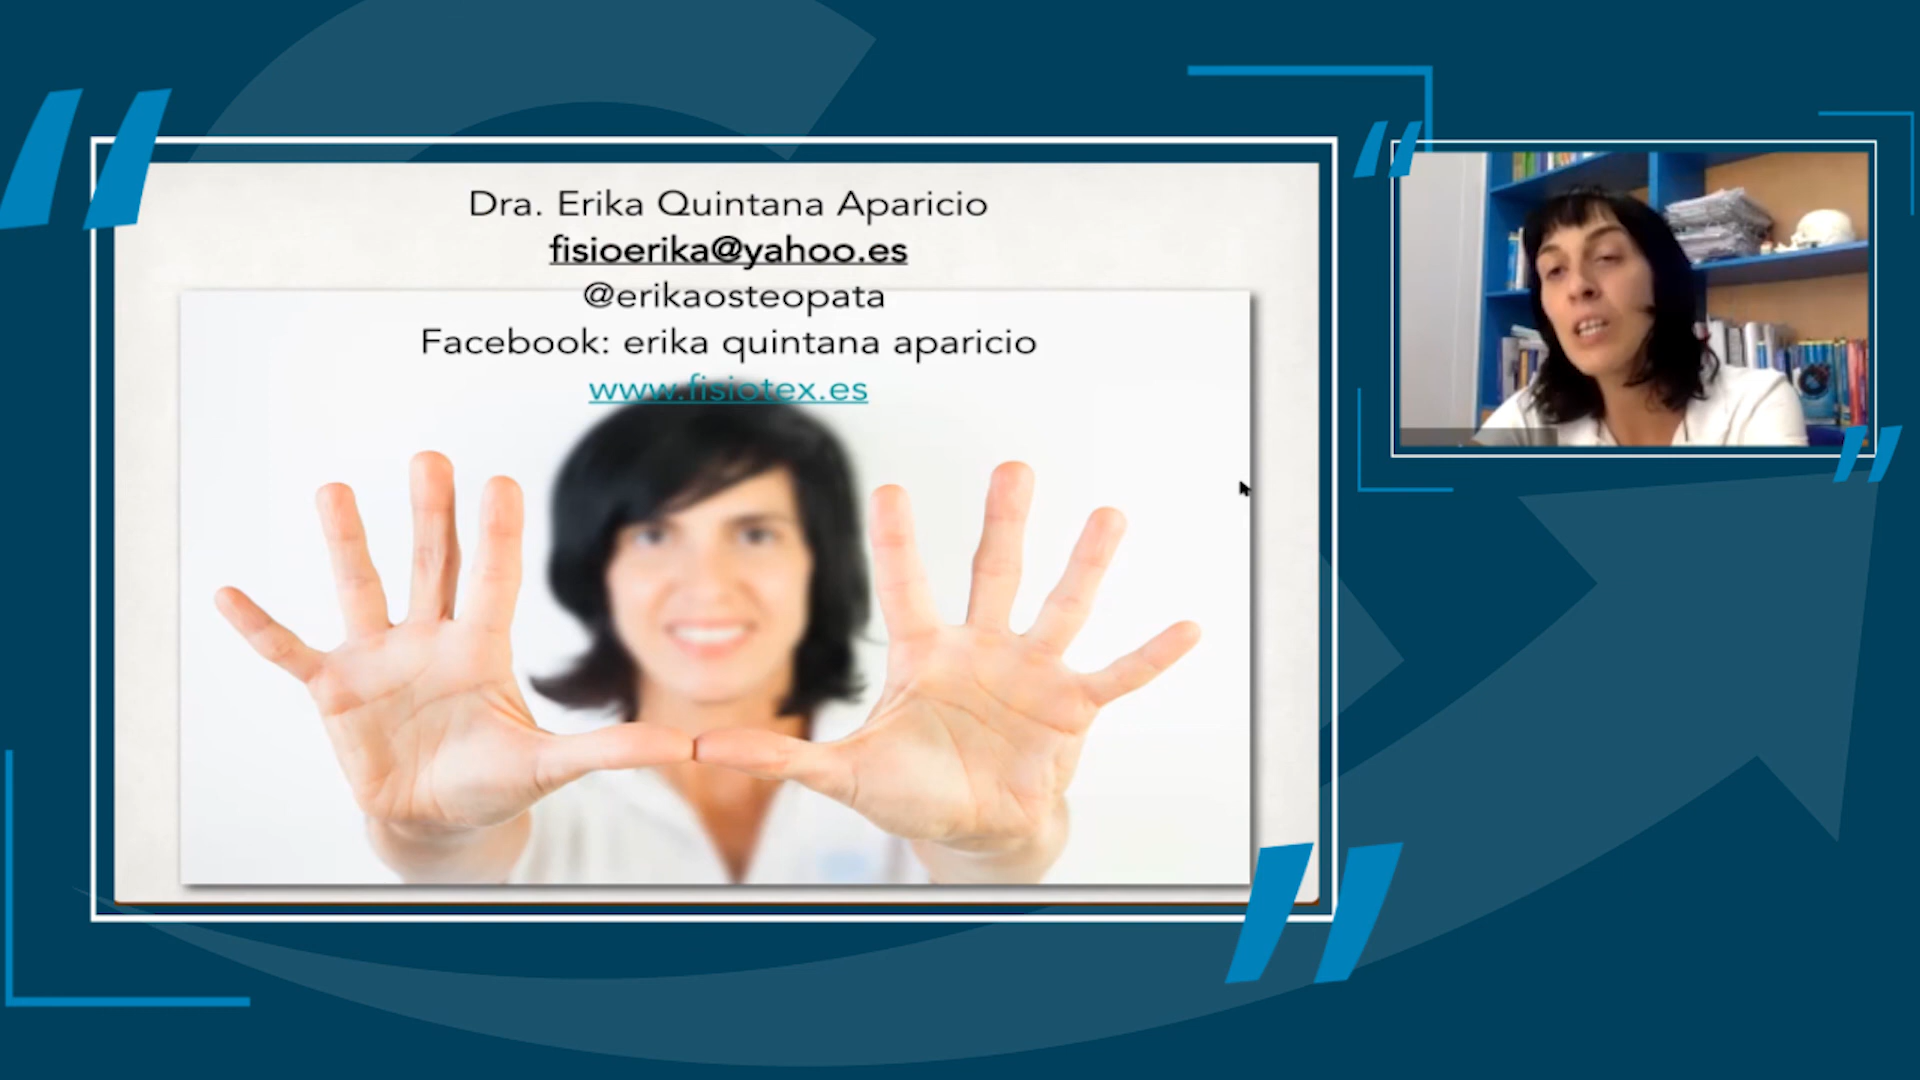 Dra. Erika Quintana Aparicio
fisioerika@yahoo.es
@erikaosteopata
Facebook: erika quintana aparicio
www.fisiotex.es